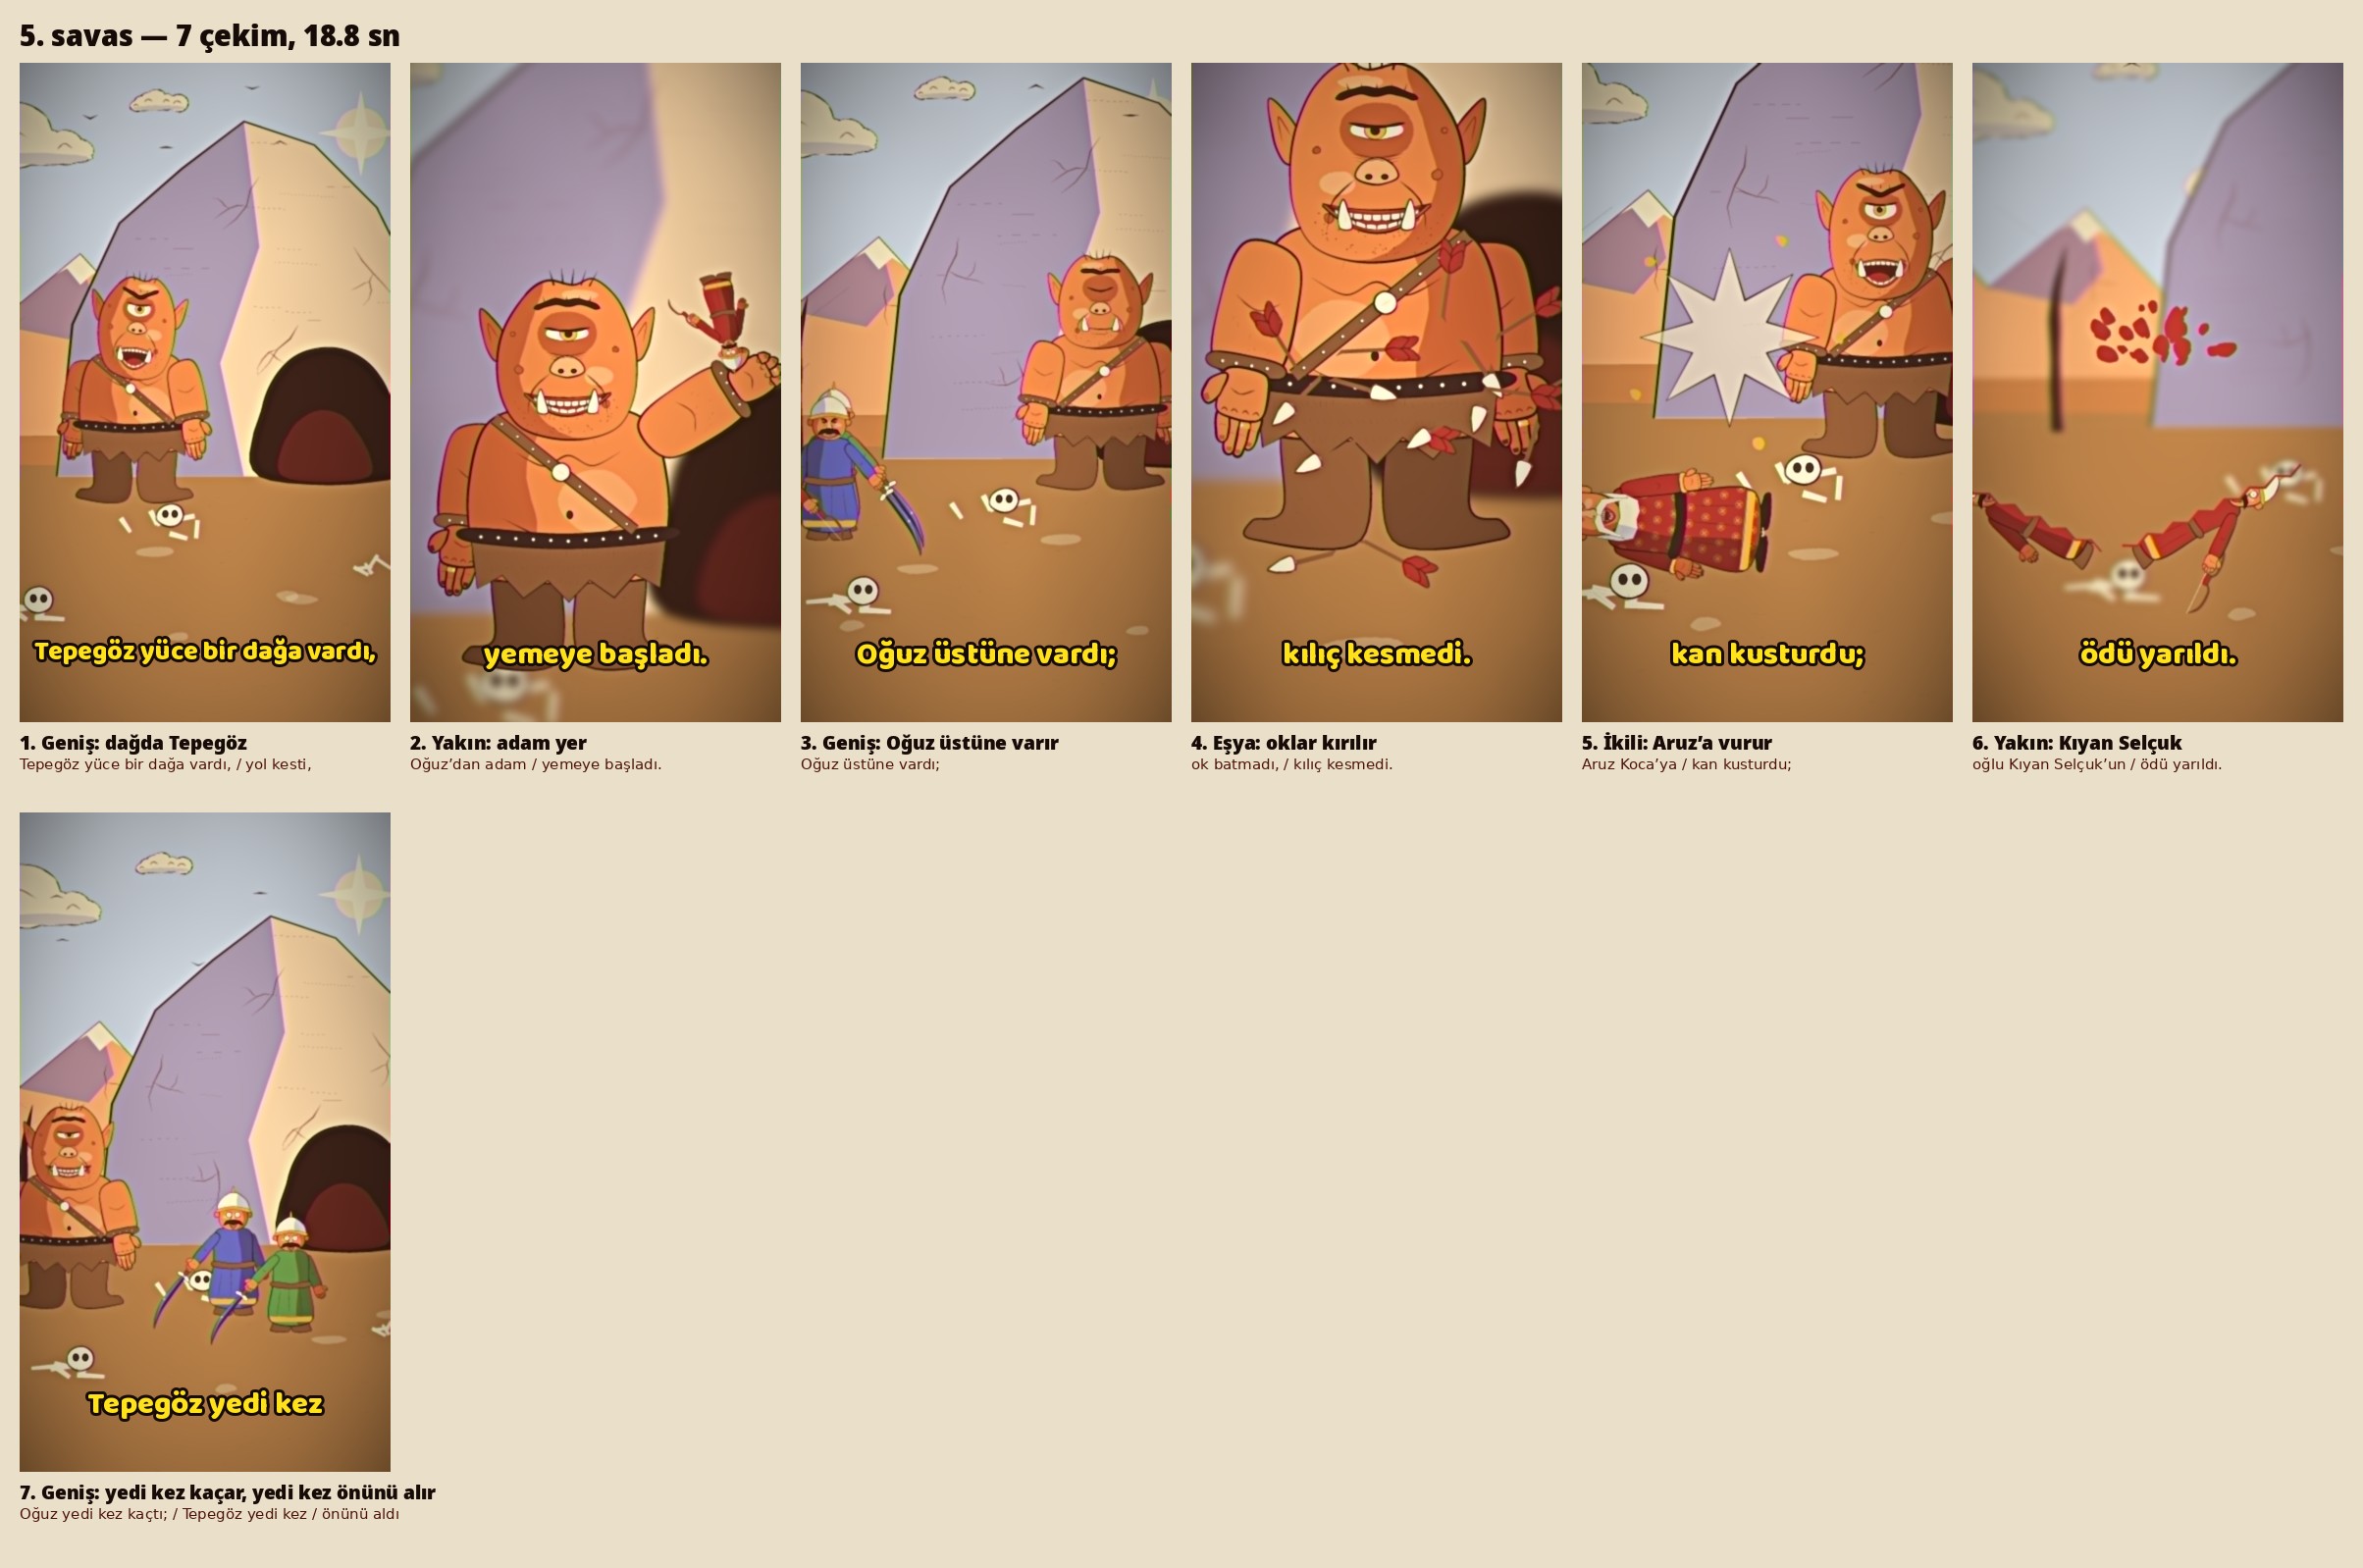 5. savas — 7 çekim, 18.8 sn
Tepegöz yüce bir dağa vardı,
yemeye başladı.
Oğuz üstüne vardı;
kılıç kesmedi.
kan kusturdu;
ödü yarıldı.
1. Geniş: dağda Tepegöz
Tepegöz yüce bir dağa vardı, / yol kesti,
2. Yakın: adam yer
Oğuz’dan adam / yemeye başladı.
3. Geniş: Oğuz üstüne varır
Oğuz üstüne vardı;
4. Eşya: oklar kırılır
ok batmadı, / kılıç kesmedi.
5. İkili: Aruz’a vurur
Aruz Koca’ya / kan kusturdu;
6. Yakın: Kıyan Selçuk
oğlu Kıyan Selçuk’un / ödü yarıldı.
Tepegöz yedi kez
7. Geniş: yedi kez kaçar, yedi kez önünü alır
Oğuz yedi kez kaçtı; / Tepegöz yedi kez / önünü aldı